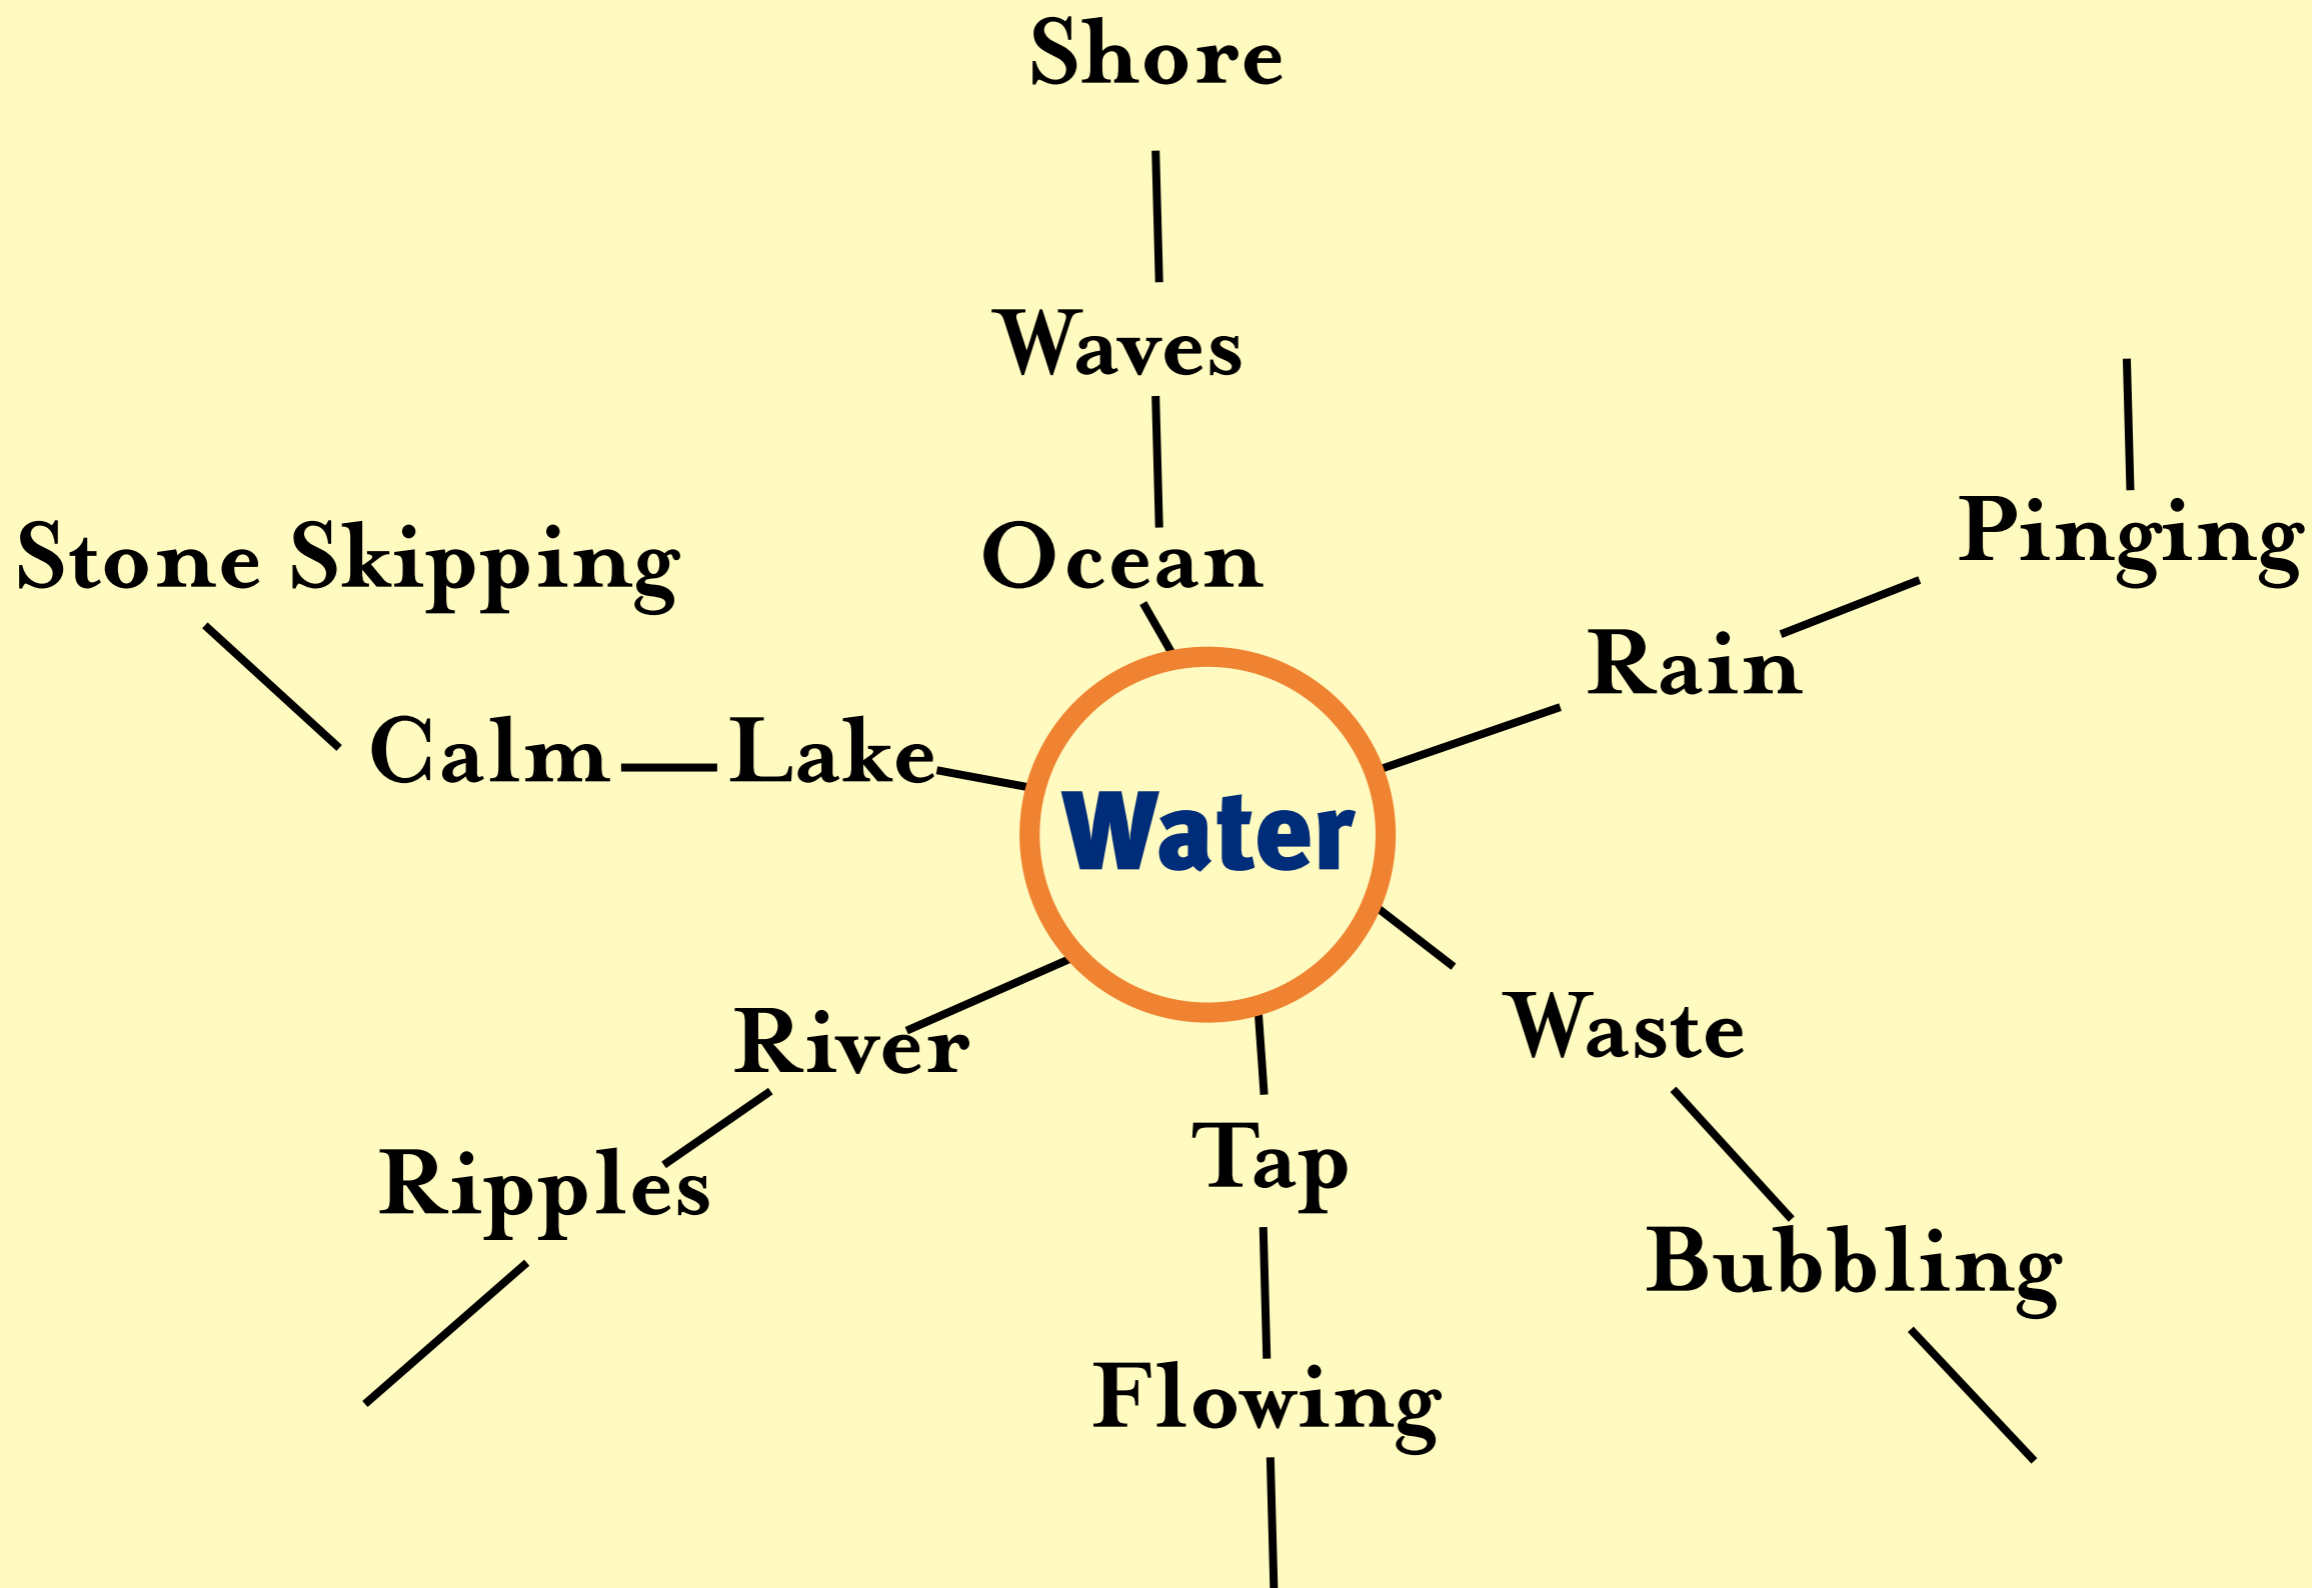 Shore
Waves
Ocean
Stone Skipping
Pinging
Rain
Calm
Lake
Water
River
Waste
Ripples
Tap
Bubbling
Flowing